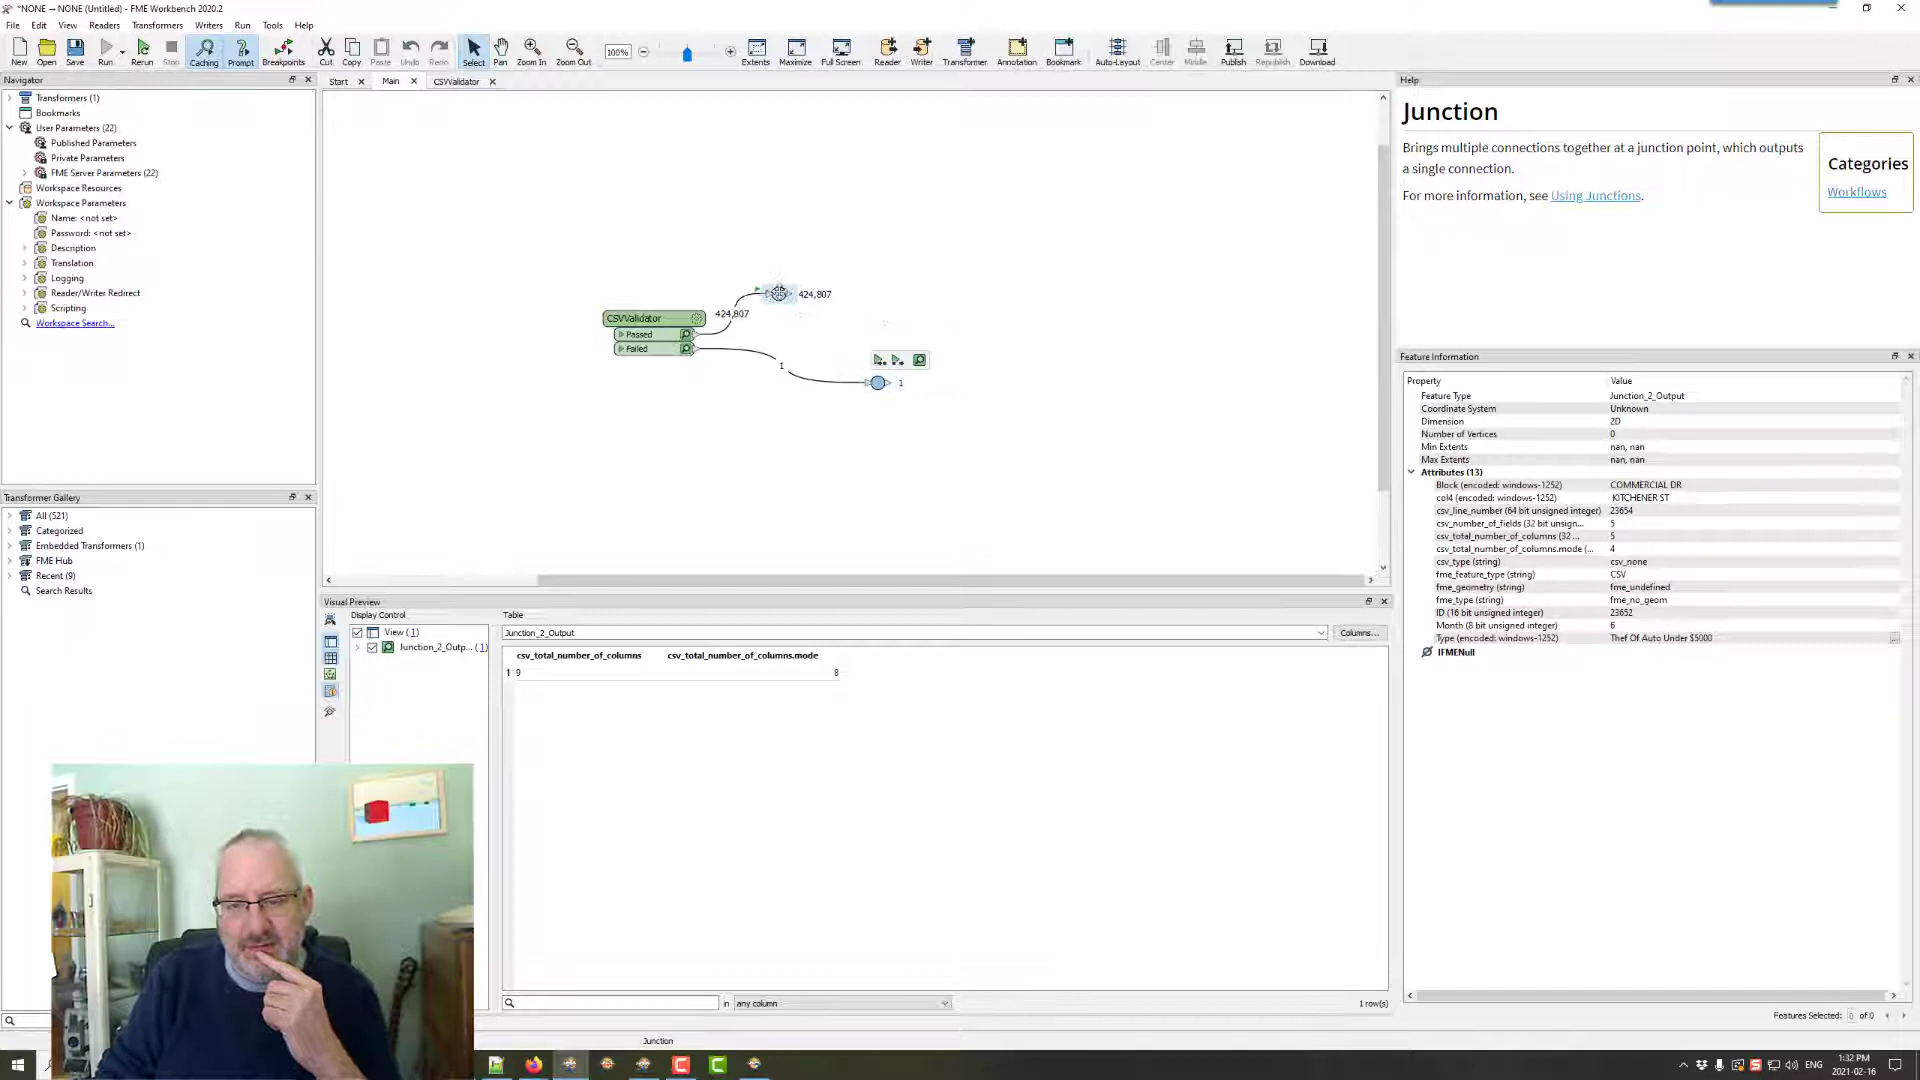 *NONE → NONE (Untitled) - FME Workbench 2020.2
File Edit View Readers Transformers Writers Run Tools Help
New Open Save Run Rerun Stop Caching Prompt Breakpoints Cut Copy Paste Undo Redo Select Pan Zoom In 100% Zoom Out Extents Maximize Full Screen Reader Writer Transformer Annotation Bookmark Auto-Layout Center Middle Publish Republish Download
Navigator
Transformers (1)
Bookmarks
User Parameters (22)
Published Parameters
Private Parameters
FME Server Parameters (22)
Workspace Resources
Workspace Parameters
Name: <not set>
Password: <not set>
Description
Translation
Logging
Reader/Writer Redirect
Scripting
Workspace Search...
Transformer Gallery
All (521)
Categorized
Embedded Transformers (1)
FME Hub
Recent (9)
Search Results
Start Main CSVValidator
424,807
424,807
CSVValidator
Passed
Failed
1
1
Visual Preview
Display Control
View (1)
Junction_2_Outp... (1)
Table
Junction_2_Output
Columns...
csv_total_number_of_columns csv_total_number_of_columns.mode
1 9 8
in any column
1 row(s)
Junction
Help
Junction
Brings multiple connections together at a junction point, which outputs
a single connection.
For more information, see Using Junctions.
Categories
Workflows
Feature Information
Property Value
Feature Type Junction_2_Output
Coordinate System Unknown
Dimension 2D
Number of Vertices 0
Min Extents nan, nan
Max Extents nan, nan
Attributes (13)
Block (encoded: windows-1252) COMMERCIAL DR
col4 (encoded: windows-1252) KITCHENER ST
csv_line_number (64 bit unsigned integer) 23654
csv_number_of_fields (32 bit unsign... 5
csv_total_number_of_columns (32 ... 5
csv_total_number_of_columns.mode (... 4
csv_type (string) csv_none
fme_feature_type (string) CSV
fme_geometry (string) fme_undefined
fme_type (string) fme_no_geom
ID (16 bit unsigned integer) 23652
Month (8 bit unsigned integer) 6
Type (encoded: windows-1252) Thef Of Auto Under $5000
IFMENull
Features Selected: 0 of 0
ENG
1:32 PM
2021-02-16